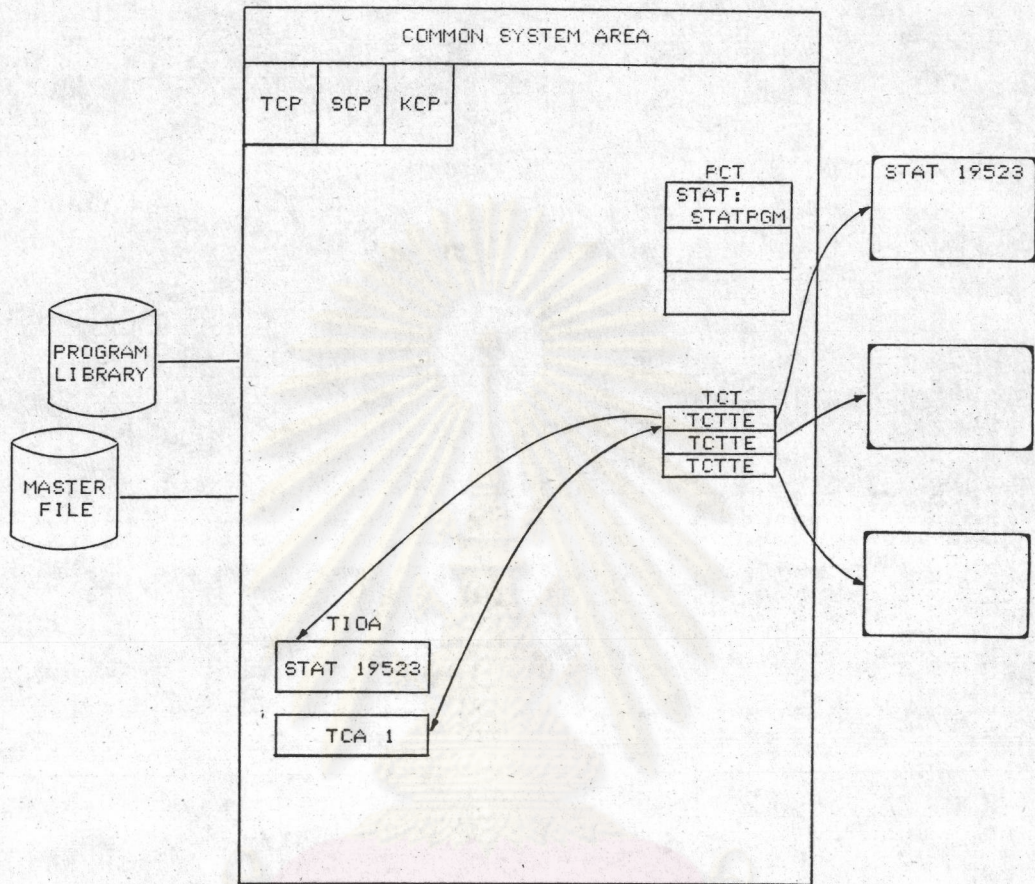 COMMON SYSTEM AREA
TCP SCP KCP
PCT
STAT:
STATPGM
STAT 19523
PROGRAM
LIBRARY
MASTER
FILE
TCT
TCTTE
TCTTE
TCTTE
TIOA
STAT 19523
TCA 1